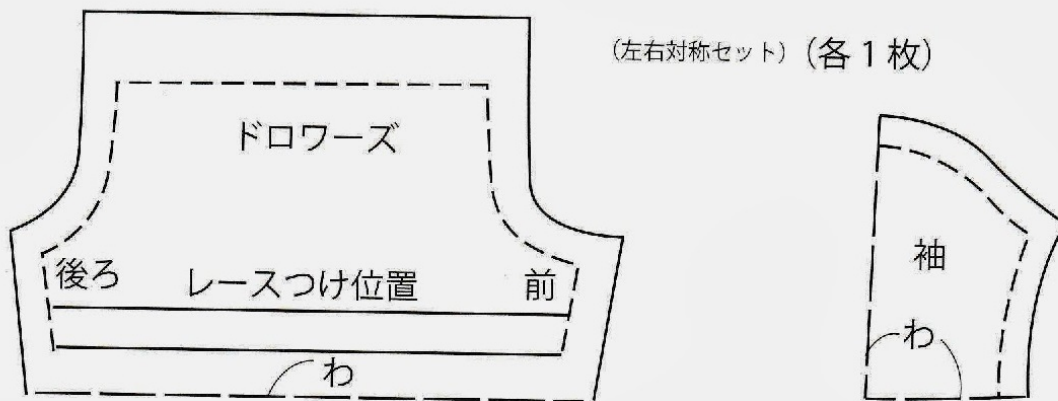 (左右対称セット)(各1枚)
ドロワーズ
袖
後ろ
レースつけ位置
前
わ
わ